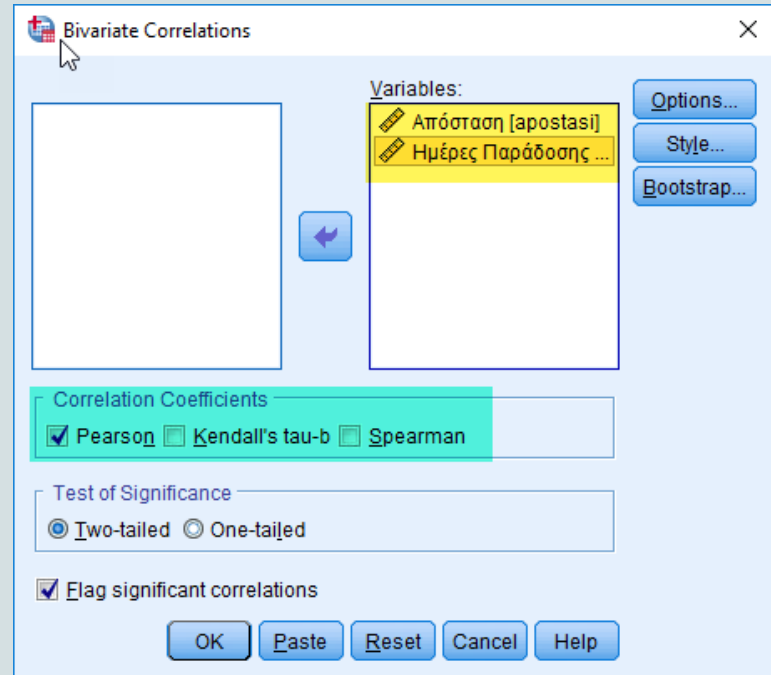 Bivariate Correlations
Variables:
Απόσταση [apostasi]
Ημέρες Παράδοσης ...
Options...
Style...
Bootstrap...
Correlation Coefficients
Pearson Kendall's tau-b Spearman
Test of Significance
Two-tailed One-tailed
Flag significant correlations
OK Paste Reset Cancel Help